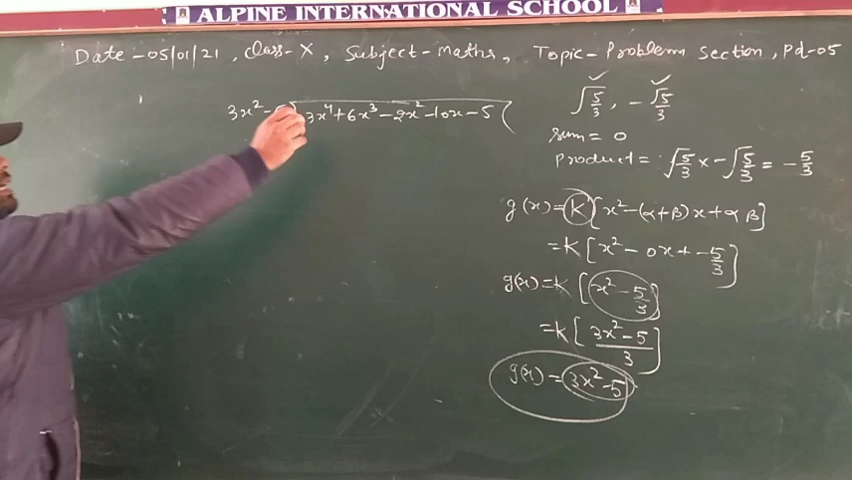 ALPINE INTERNATIONAL SCHOOL
Date - 05/01/21, Class- X, Subject - Maths, Topic - Problem Section, Pd-05
√5/3, - √5/3
Sum = 0
Product = √5/3 x - √5/3 = - 5/3
3x² - 5) 3x⁴ + 6x³ - 2x² - 10x - 5 (
g(x) = K [x² - (α + β)x + α β]
= K [x² - 0x + - 5/3]
g(x) = K [x² - 5/3]
= K [3x² - 5/3]
g(x) = 3x² - 5